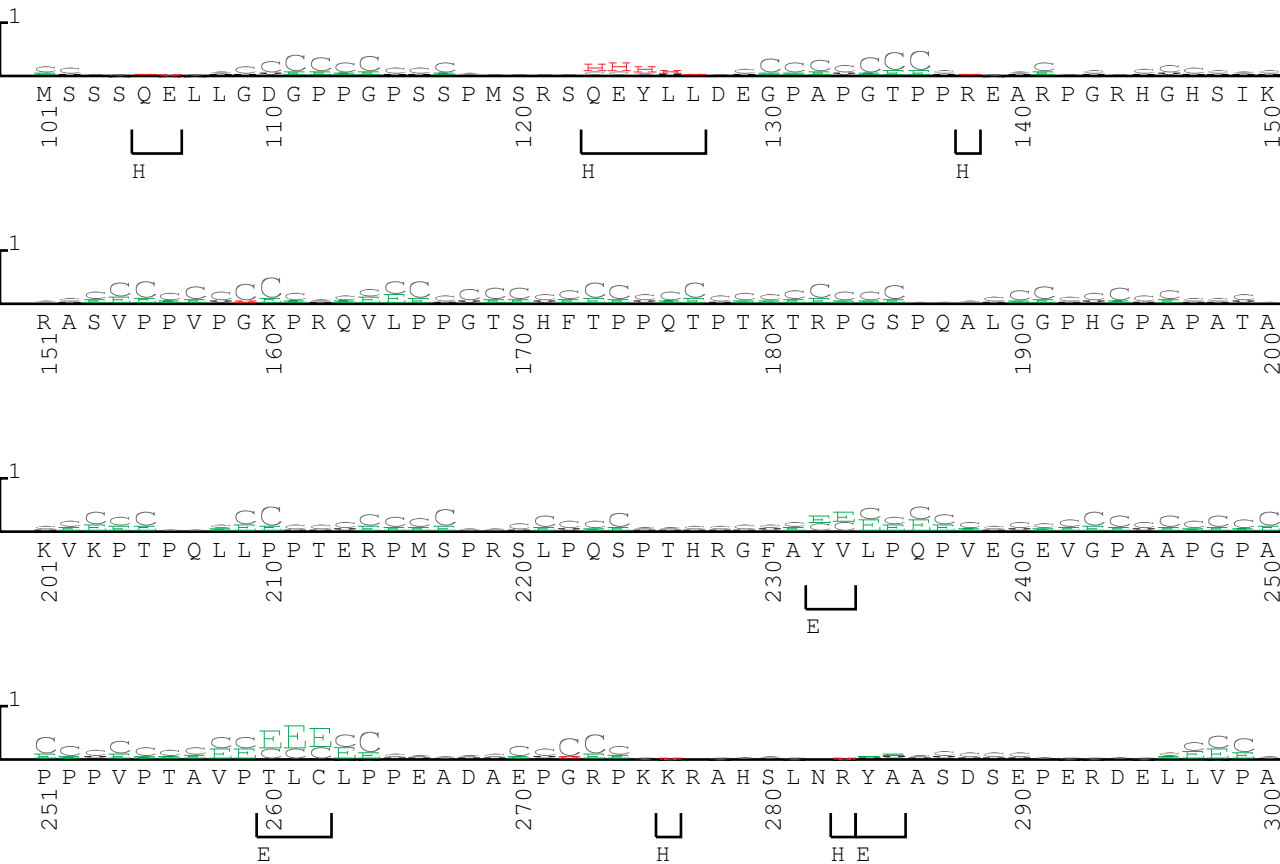 1
M S S S Q E L L G D G P P G P S S P M S R S Q E Y L L D E G P A P G T P P R E A R P G R H G H S I K
101 110 120 130 140 150
H H H
1
R A S V P P V P G K P R Q V L P P G T S H F T P P Q T P T K T R P G S P Q A L G G P H G P A P A T A
151 160 170 180 190 200
1
K V K P T P Q L L P P T E R P M S P R S L P Q S P T H R G F A Y V L P Q P V E G E V G P A A P G P A
201 210 220 230 240 250
E
1
P P P V P T A V P T L C L P P E A D A E P G R P K K R A H S L N R Y A A S D S E P E R D E L L V P A
251 260 270 280 290 300
E H H E